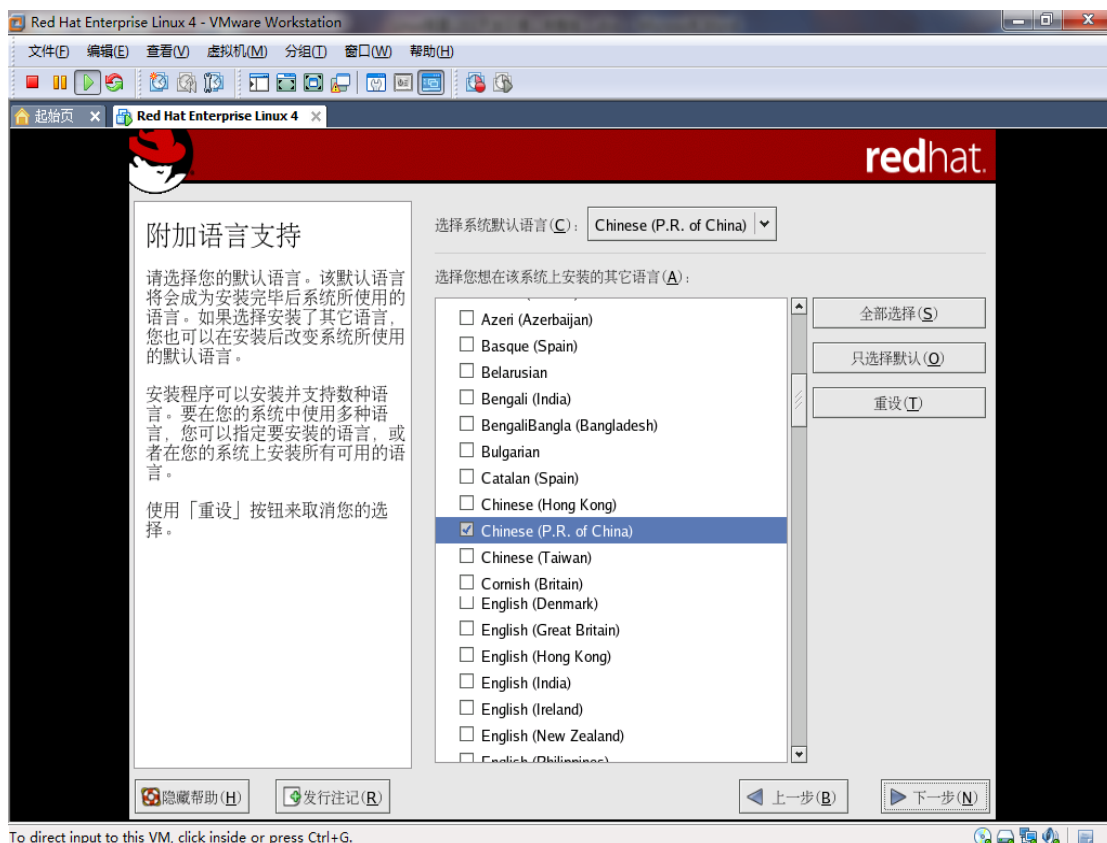 Red Hat Enterprise Linux 4 - VMware Workstation
文件(F) 编辑(E) 查看(V) 虚拟机(M) 分组(T) 窗口(W) 帮助(H)
起始页 Red Hat Enterprise Linux 4
redhat.
附加语言支持
请选择您的默认语言。该默认语言
将会成为安装完毕后系统所使用的
语言。如果选择安装了其它语言,
您也可以在安装后改变系统所使用
的默认语言。
安装程序可以安装并支持数种语
言。要在您的系统中使用多种语
言,您可以指定要安装的语言,或
者在您的系统上安装所有可用的语
言。
使用「重设」按钮来取消您的选
择。
选择系统默认语言(C): Chinese (P.R. of China)
选择您想在该系统上安装的其它语言(A):
Azeri (Azerbaijan)
Basque (Spain)
Belarusian
Bengali (India)
BengaliBangla (Bangladesh)
Bulgarian
Catalan (Spain)
Chinese (Hong Kong)
Chinese (P.R. of China)
Chinese (Taiwan)
Cornish (Britain)
English (Denmark)
English (Great Britain)
English (Hong Kong)
English (India)
English (Ireland)
English (New Zealand)
English (Philippines)
全部选择(S)
只选择默认(O)
重设(T)
隐藏帮助(H) 发行注记(R) 上一步(B) 下一步(N)
To direct input to this VM, click inside or press Ctrl+G.